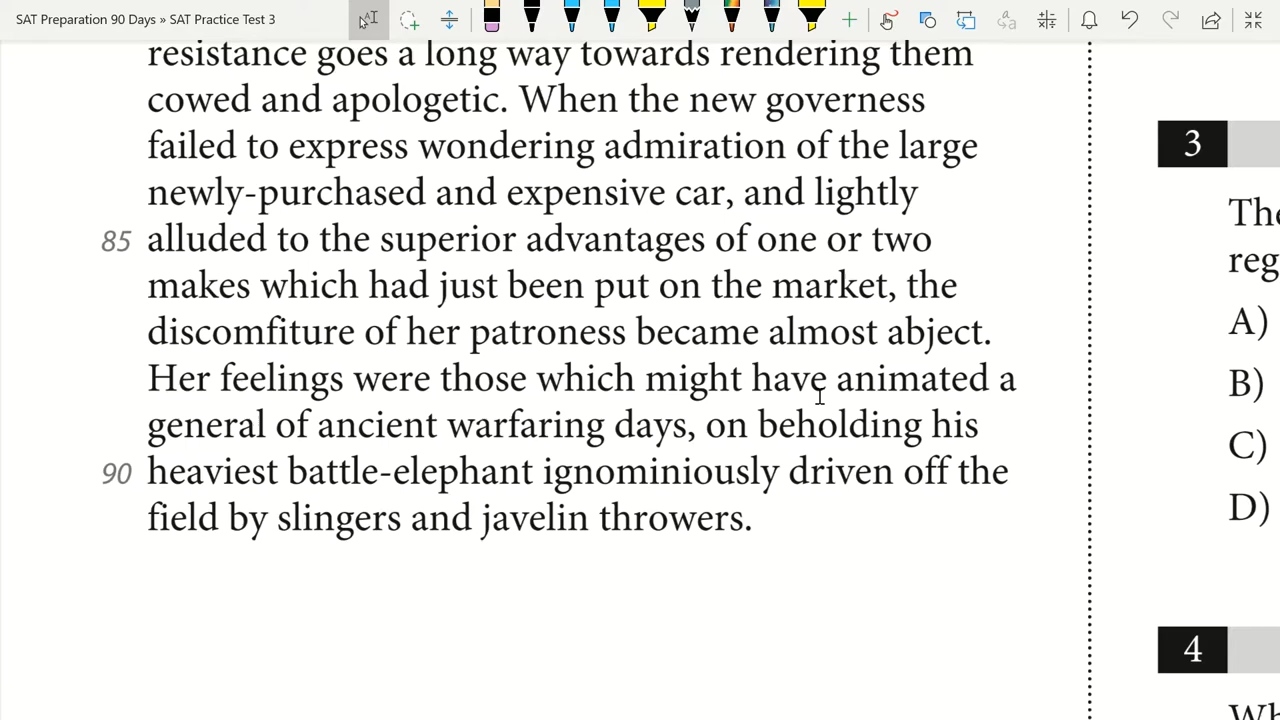 SAT Preparation 90 Days » SAT Practice Test 3
resistance goes a long way towards rendering them
cowed and apologetic. When the new governess
failed to express wondering admiration of the large
newly-purchased and expensive car, and lightly
85 alluded to the superior advantages of one or two
makes which had just been put on the market, the
discomfiture of her patroness became almost abject.
Her feelings were those which might have animated a
general of ancient warfaring days, on beholding his
90 heaviest battle-elephant ignominiously driven off the
field by slingers and javelin throwers.
3
The
reg
A)
B)
C)
D)
4
Wh